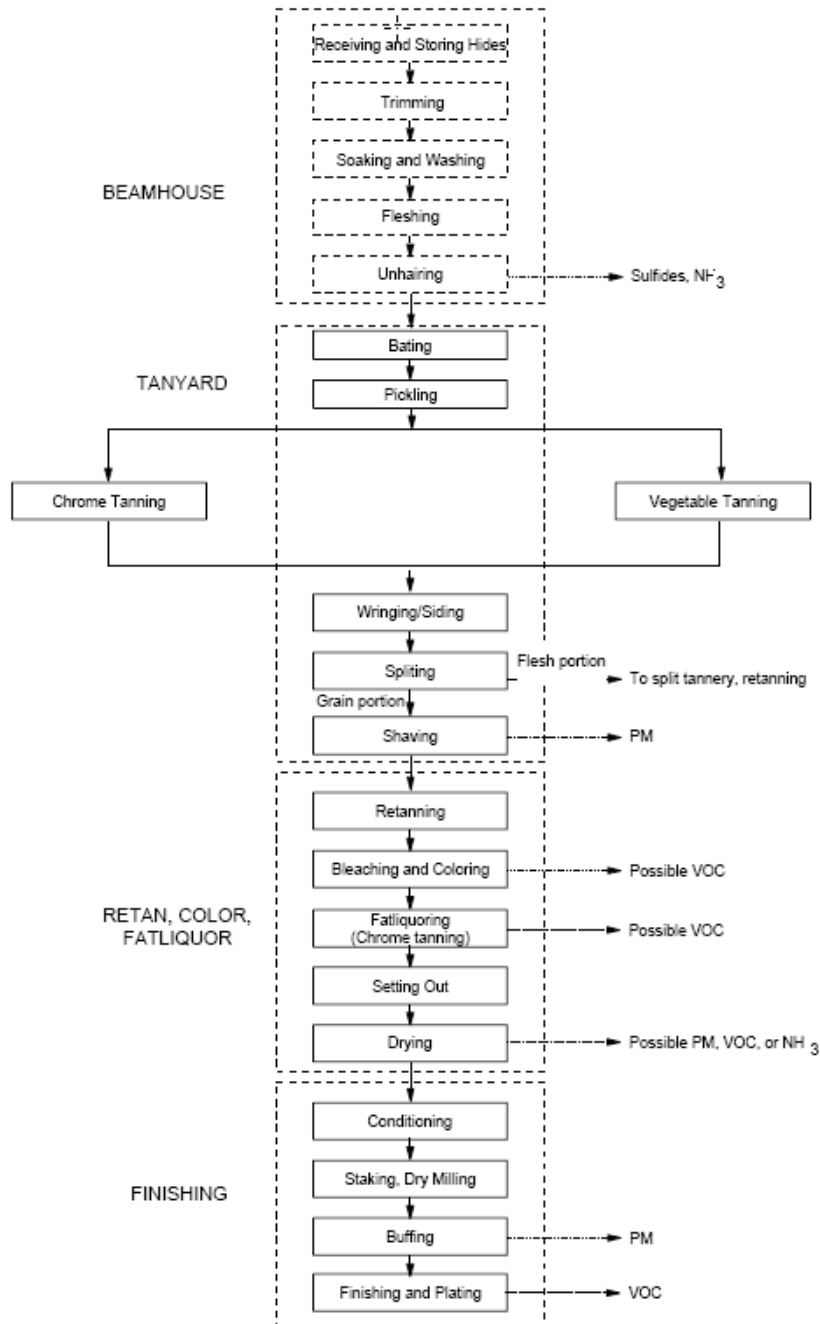 Receiving and Storing Hides
Trimming
Soaking and Washing
BEAMHOUSE
Fleshing
Unhairing
Sulfides, NH3
Bating
TANYARD
Pickling
Chrome Tanning
Vegetable Tanning
Wringing/Siding
Flesh portion
Spliting
To split tannery, retanning
Grain portion
Shaving
PM
Retanning
Bleaching and Coloring
Possible VOC
RETAN, COLOR,
FATLIQUOR
Fatliquoring
(Chrome tanning)
Possible VOC
Setting Out
Drying
Possible PM, VOC, or NH3
Conditioning
Staking, Dry Milling
FINISHING
Buffing
PM
Finishing and Plating
VOC